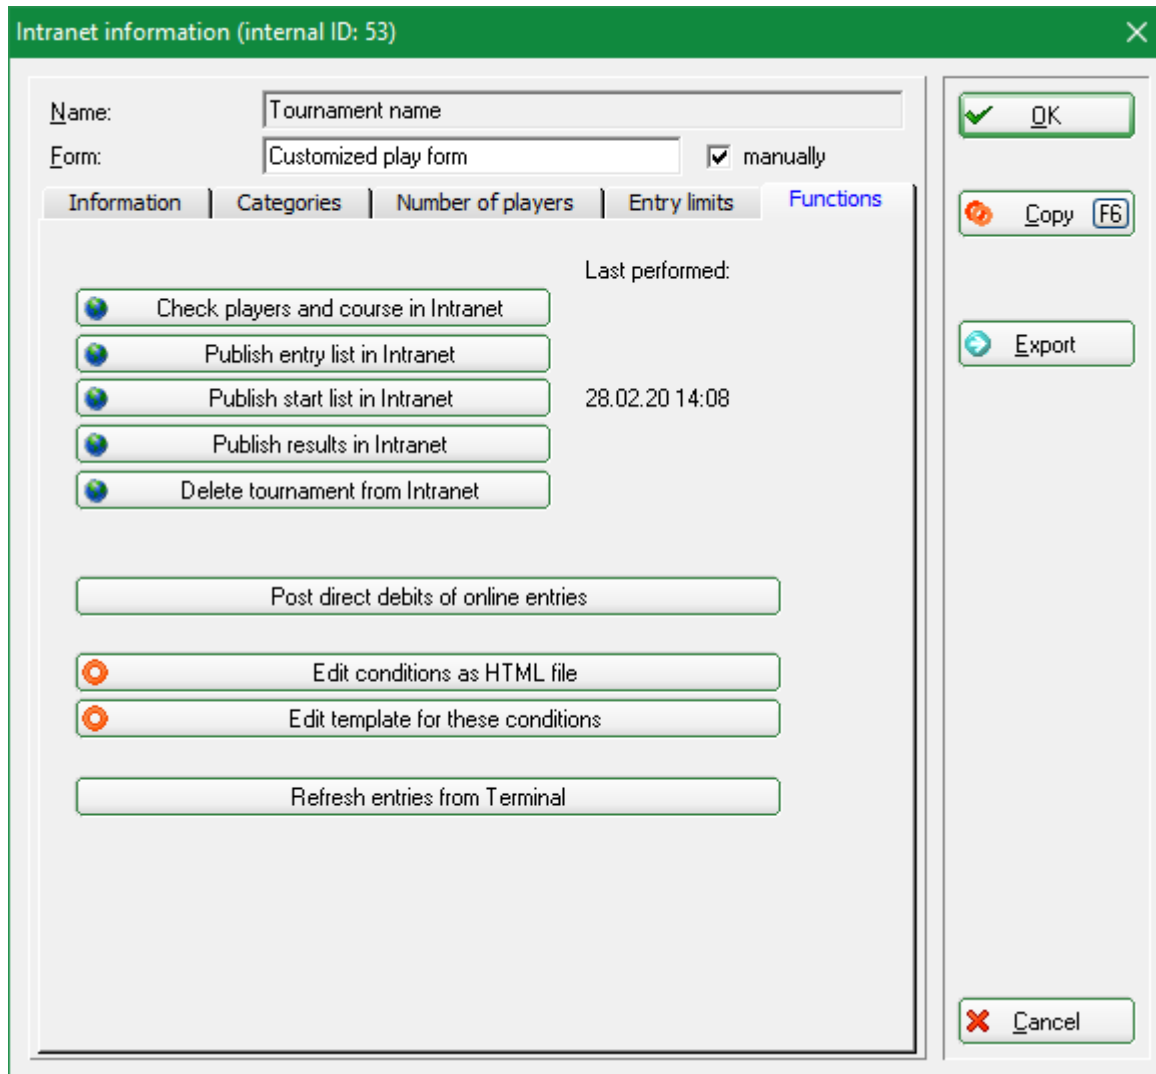 Intranet information (internal ID: 53)
Name: Tournament name
Form: Customized play form manually
Information Categories Number of players Entry limits Functions
Last performed:
Check players and course in Intranet
Publish entry list in Intranet
Publish start list in Intranet 28.02.20 14:08
Publish results in Intranet
Delete tournament from Intranet
Post direct debits of online entries
Edit conditions as HTML file
Edit template for these conditions
Refresh entries from Terminal
OK
Copy F6
Export
Cancel